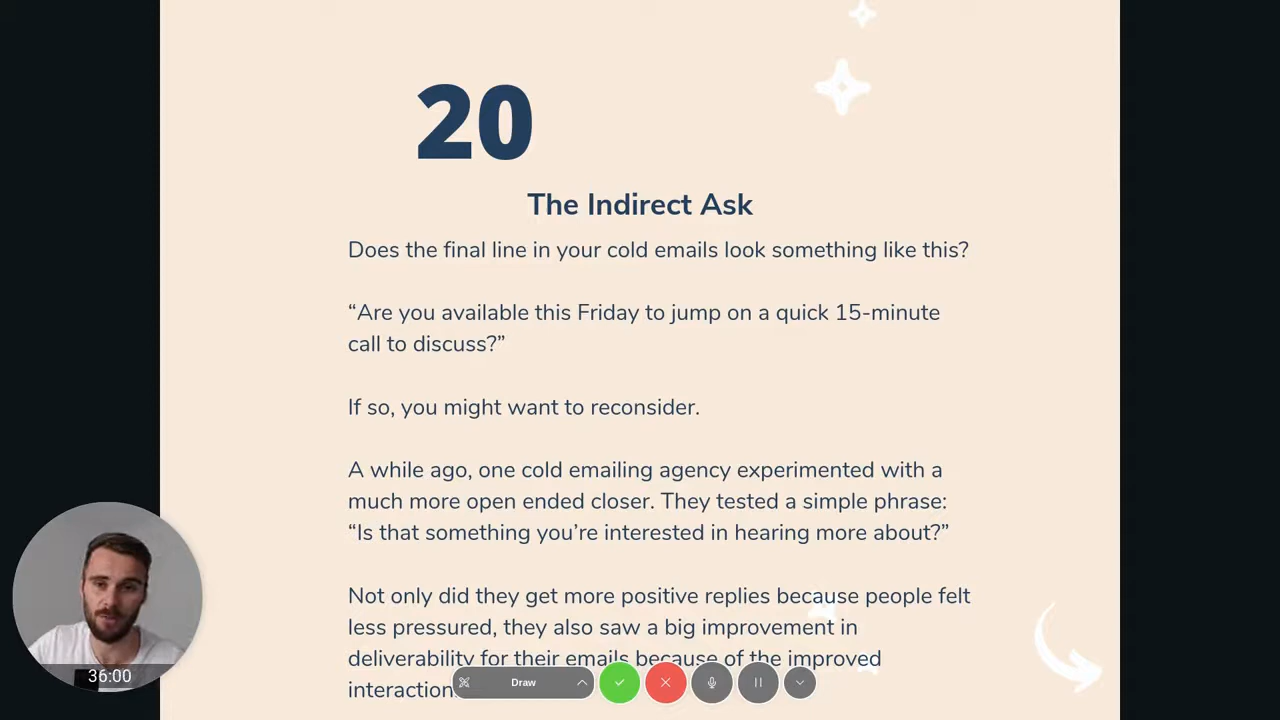 20
The Indirect Ask
Does the final line in your cold emails look something like this?
“Are you available this Friday to jump on a quick 15-minute
call to discuss?”
If so, you might want to reconsider.
A while ago, one cold emailing agency experimented with a
much more open ended closer. They tested a simple phrase:
“Is that something you’re interested in hearing more about?”
Not only did they get more positive replies because people felt
less pressured, they also saw a big improvement in
deliverability for their emails because of the improved
interaction.
36:00
Draw